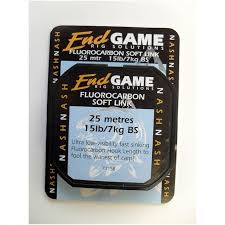 NASHNASHNASH
End GAME
RIG SOLUTIONS
FLUOROCARBON SOFT LINK
25 mtr 15lb/7kg BS
End GAME
RIG SOLUTIONS
FLUOROCARBON
SOFT LINK
25 metres
15lb/7kg BS
Ultra low-visibility fast sinking
Fluorocarbon Hook Length to
fool the wariest of carp!